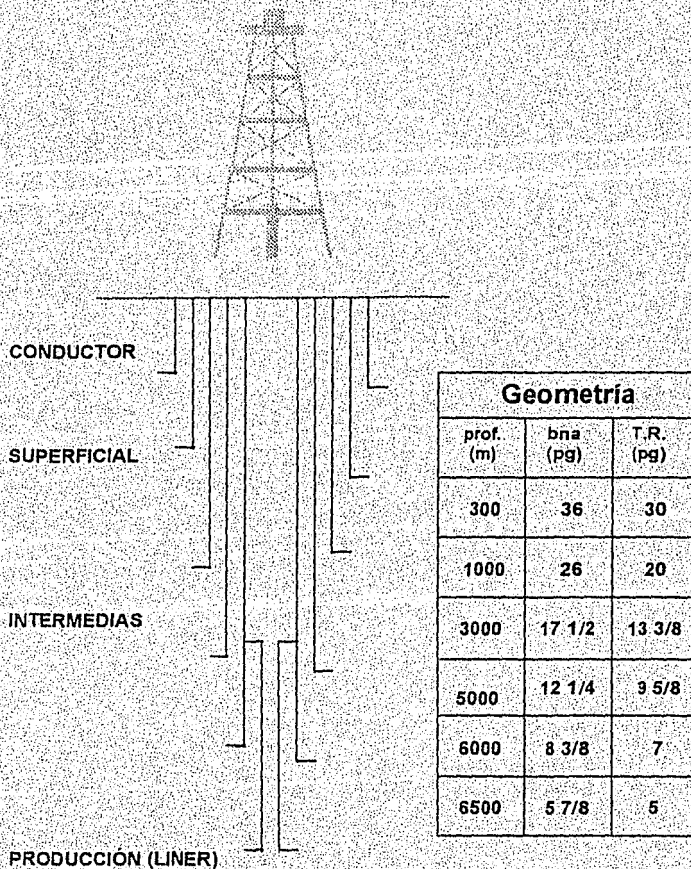 CONDUCTOR
SUPERFICIAL
INTERMEDIAS
PRODUCCIÓN (LINER)
Geometría
prof. (m) bna (pg) T.R. (pg)
300 36 30
1000 26 20
3000 17 1/2 13 3/8
5000 12 1/4 9 5/8
6000 8 3/8 7
6500 5 7/8 5